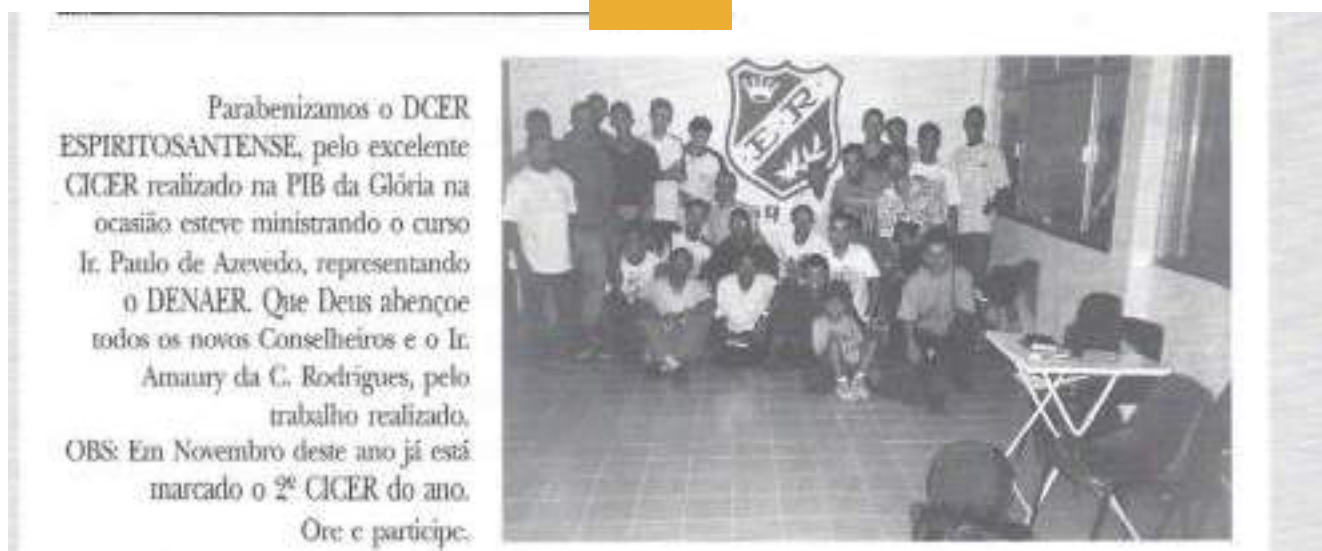 Parabenizamos o DCER
ESPIRITOSANTENSE, pelo excelente
CICER realizado na PIB da Glória na
ocasião esteve ministrando o curso
Ir. Paulo de Azevedo, representando
o DENAER. Que Deus abençoe
todos os novos Conselheiros e o Ir.
Amaury da C. Rodrigues, pelo
trabalho realizado.
OBS: Em Novembro deste ano já está
marcado o 2º CICER do ano.
Ore e participe.
E R